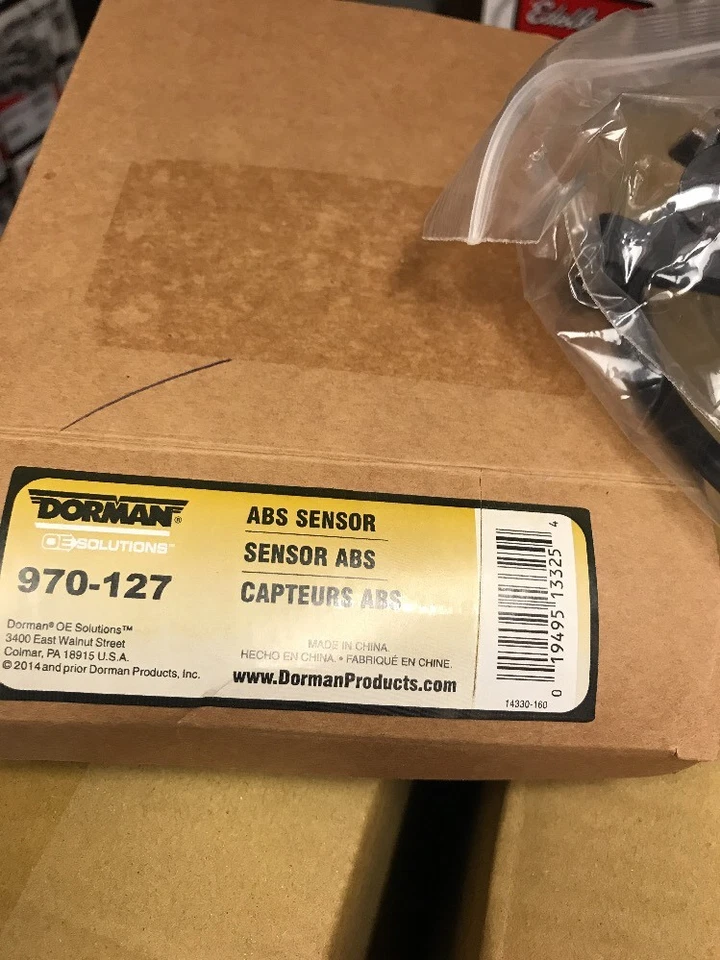 Edelb
DORMAN®
OE SOLUTIONS™
970-127
Dorman® OE Solutions™
3400 East Walnut Street
Colmar, PA 18915 U.S.A.
© 2014 and prior Dorman Products, Inc.
ABS SENSOR
SENSOR ABS
CAPTEURS ABS
MADE IN CHINA.
HECHO EN CHINA. • FABRIQUÉ EN CHINE.
www.DormanProducts.com
0 19495 13325 4
14330-160